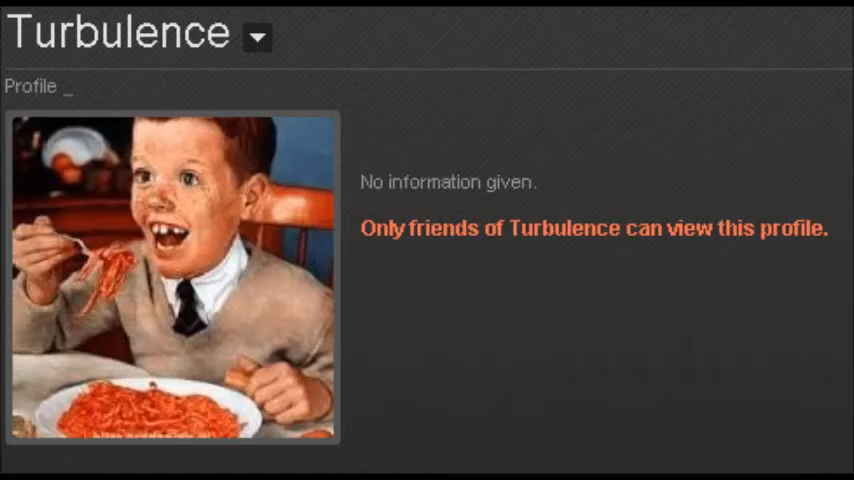 Turbulence
Profile _
No information given.
Only friends of Turbulence can view this profile.